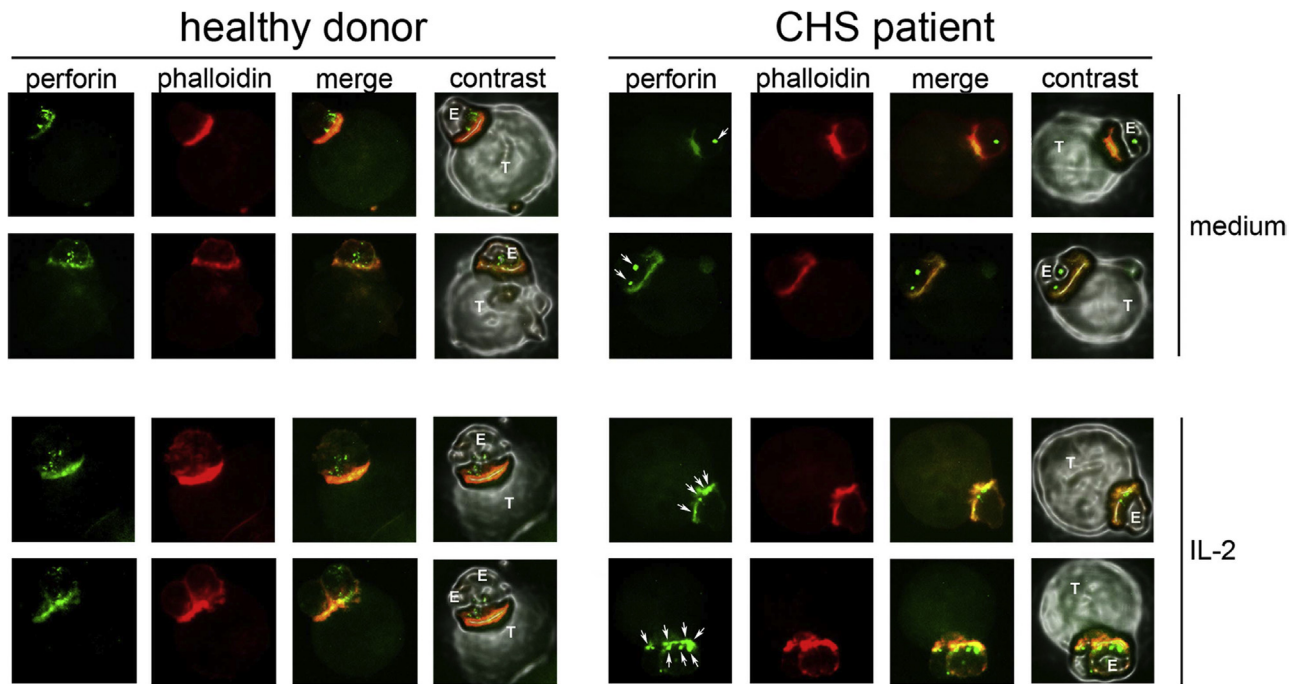 healthy donor CHS patient
perforin phalloidin merge contrast perforin phalloidin merge contrast
E T E T
medium
E T E T
E T T E
IL-2
E E T T E